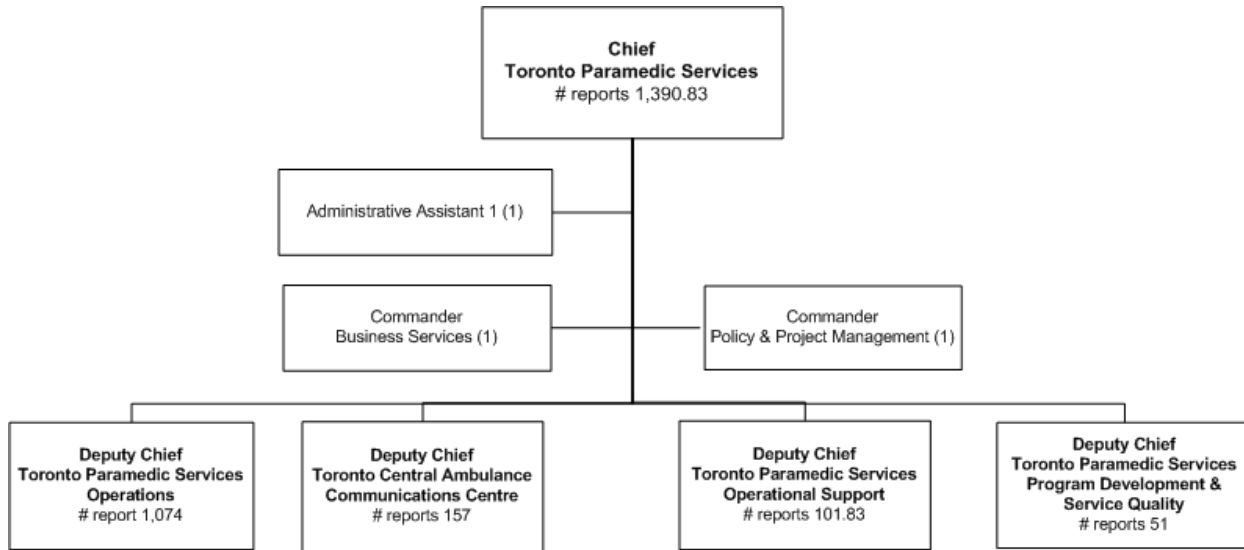 Chief
Toronto Paramedic Services
# reports 1,390.83
Administrative Assistant 1 (1)
Commander
Business Services (1)
Commander
Policy & Project Management (1)
Deputy Chief
Toronto Paramedic Services
Operations
# report 1,074
Deputy Chief
Toronto Central Ambulance
Communications Centre
# reports 157
Deputy Chief
Toronto Paramedic Services
Operational Support
# reports 101.83
Deputy Chief
Toronto Paramedic Services
Program Development &
Service Quality
# reports 51